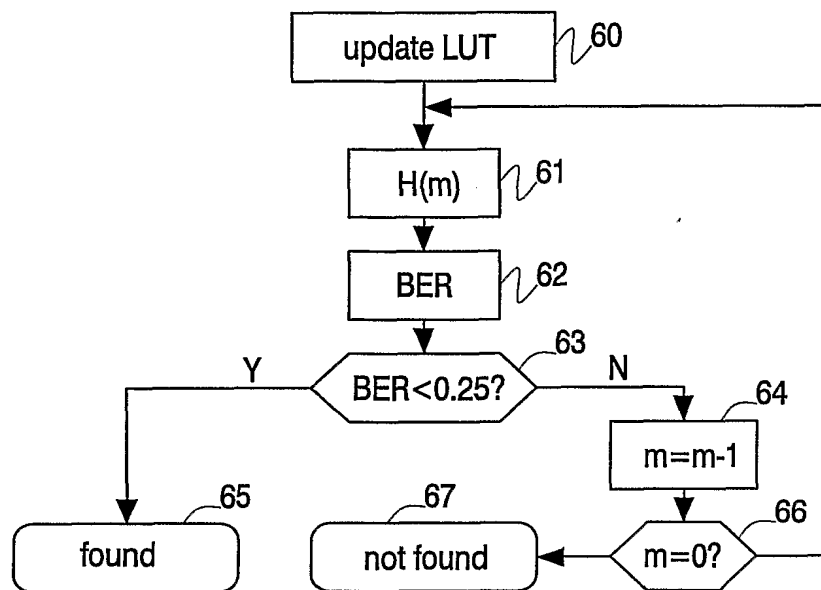 update LUT
60
H(m)
61
BER
62
63
Y
BER<0.25?
N
64
m=m-1
65
67
66
found
not found
m=0?